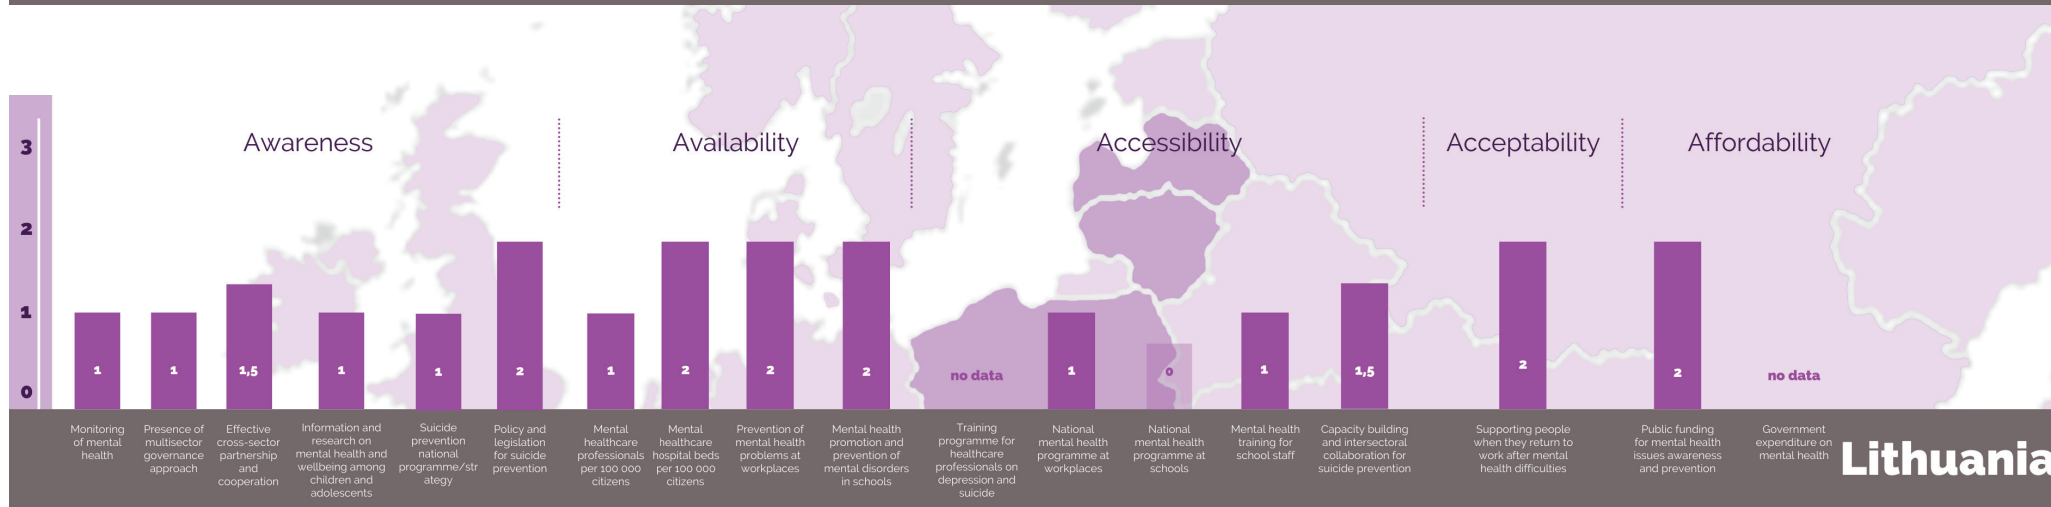 3
2
1
0
Awareness
Availability
Accessibility
Acceptability
Affordability
1
1
1,5
1
1
2
1
2
2
2
no data
1
0
1
1,5
2
2
no data
Monitoring
of mental
health
Presence of
multisector
governance
approach
Effective
cross-sector
partnership
and
cooperation
Information and
research on
mental health and
wellbeing among
children and
adolescents
Suicide
prevention
national
programme/str
ategy
Policy and
legislation
for suicide
prevention
Mental
healthcare
professionals
per 100 000
citizens
Mental
healthcare
hospital beds
per 100 000
citizens
Prevention of
mental health
problems at
workplaces
Mental health
promotion and
prevention of
mental disorders
in schools
Training
programme for
healthcare
professionals on
depression and
suicide
National
mental health
programme at
workplaces
National
mental health
programme at
schools
Mental health
training for
school staff
Capacity building
and intersectoral
collaboration for
suicide prevention
Supporting people
when they return to
work after mental
health difficulties
Public funding
for mental health
issues awareness
and prevention
Government
expenditure on
mental health
Lithuania